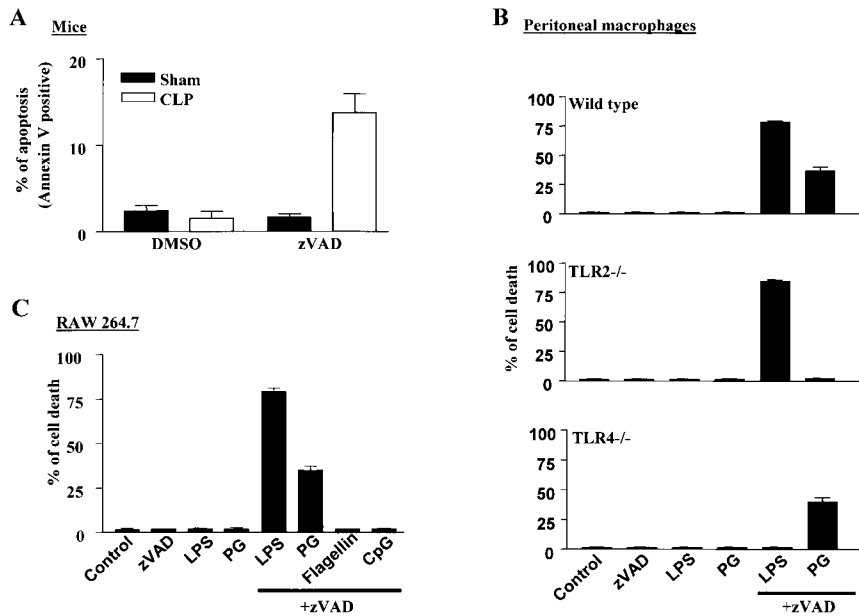 A
Mice
% of apoptosis
(Annexin V positive)
20
10
0
Sham
CLP
DMSO
zVAD
B
Peritoneal macrophages
% of cell death
100
75
50
25
0
Wild type
100
75
50
25
0
TLR2-/-
100
75
50
25
0
TLR4-/-
Control
zVAD
LPS
PG
LPS
PG
+zVAD
C
RAW 264.7
% of cell death
100
75
50
25
0
Control
zVAD
LPS
PG
LPS
PG
Flagellin
CpG
+zVAD